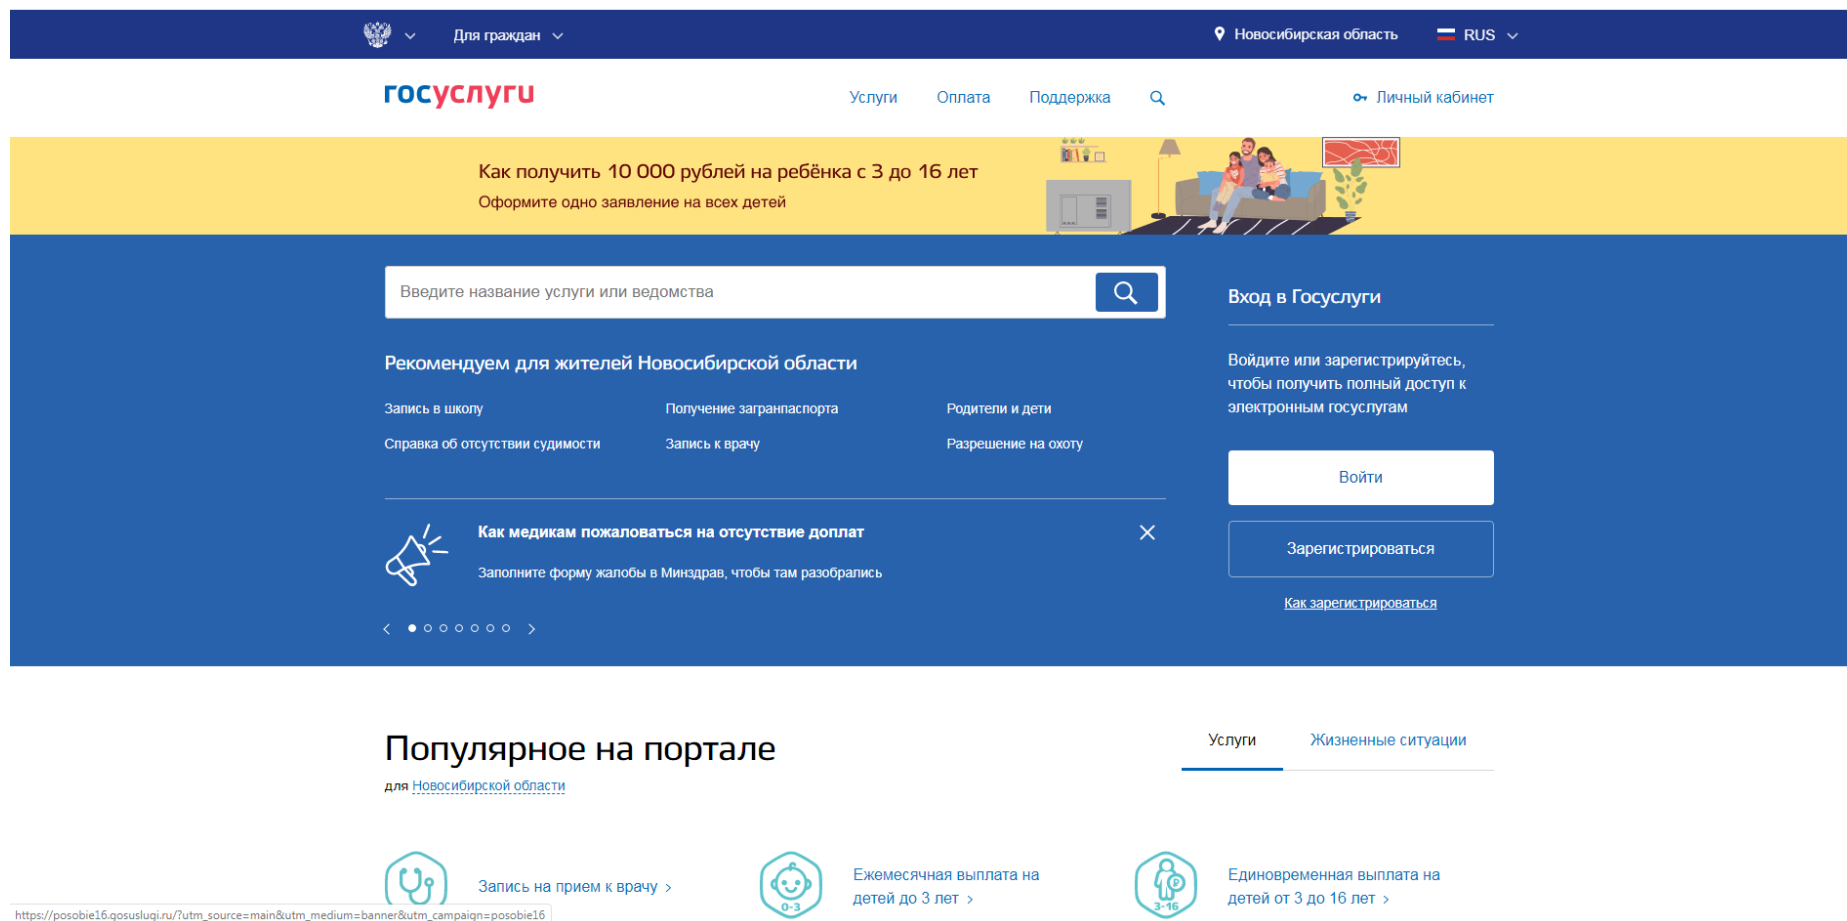 Для граждан
Новосибирская область
RUS
госуслуги
Услуги
Оплата
Поддержка
Личный кабинет
Как получить 10 000 рублей на ребёнка с 3 до 16 лет
Оформите одно заявление на всех детей
Введите название услуги или ведомства
Рекомендуем для жителей Новосибирской области
Запись в школу
Получение загранпаспорта
Родители и дети
Справка об отсутствии судимости
Запись к врачу
Разрешение на охоту
Как медикам пожаловаться на отсутствие доплат
Заполните форму жалобы в Минздрав, чтобы там разобрались
Вход в Госуслуги
Войдите или зарегистрируйтесь,
чтобы получить полный доступ к
электронным госуслугам
Войти
Зарегистрироваться
Как зарегистрироваться
Популярное на портале
для Новосибирской области
Услуги
Жизненные ситуации
Запись на прием к врачу
0-3
Ежемесячная выплата на
детей до 3 лет
3-16
Единовременная выплата на
детей от 3 до 16 лет
https://posobie16.gosuslugi.ru/?utm_source=main&utm_medium=banner&utm_campaign=posobie16